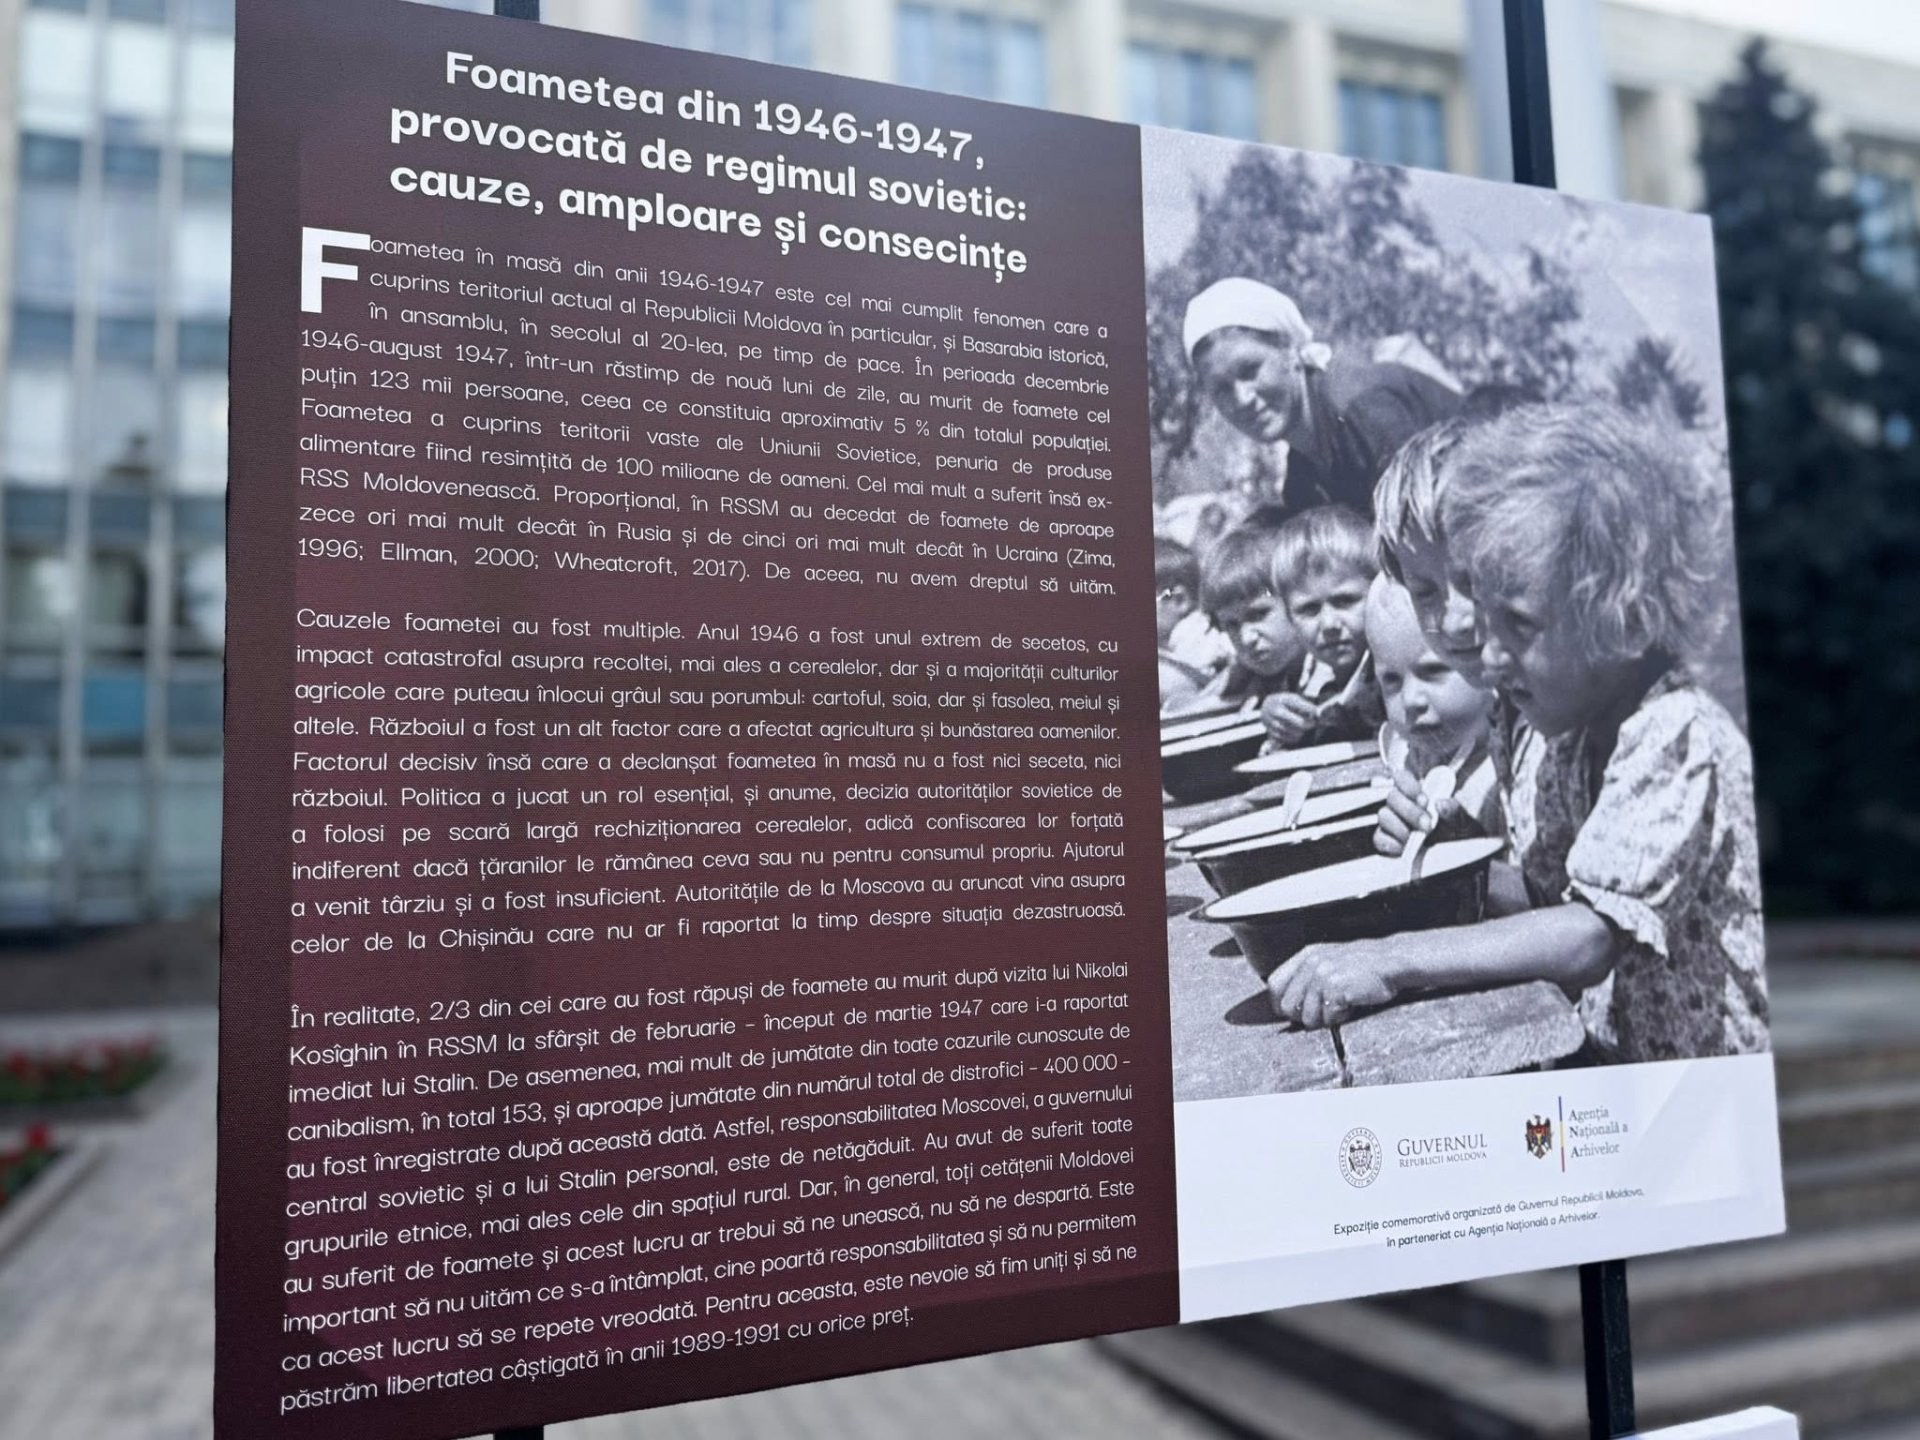 Foametea din 1946-1947,
provocată de regimul sovietic:
cauze, amploare și consecințe
Foametea în masă din anii 1946-1947 este cel mai cumplit fenomen care a
cuprins teritoriul actual al Republicii Moldova în particular, și Basarabia istorică,
în ansamblu, în secolul al 20-lea, pe timp de pace. În perioada decembrie
1946-august 1947, într-un răstimp de nouă luni de zile, au murit de foamete cel
puțin 123 mii persoane, ceea ce constituia aproximativ 5 % din totalul populației.
Foametea a cuprins teritorii vaste ale Uniunii Sovietice, penuria de produse
alimentare fiind resimțită de 100 milioane de oameni. Cel mai mult a suferit însă ex-
RSS Moldovenească. Proporțional, în RSSM au decedat de foamete de aproape
zece ori mai mult decât în Rusia și de cinci ori mai mult decât în Ucraina (Zima,
1996; Ellman, 2000; Wheatcroft, 2017). De aceea, nu avem dreptul să uităm.
Cauzele foametei au fost multiple. Anul 1946 a fost unul extrem de secetos, cu
impact catastrofal asupra recoltei, mai ales a cerealelor, dar și a majorității culturilor
agricole care puteau înlocui grâul sau porumbul: cartoful, soia, dar și fasolea, meiul și
altele. Războiul a fost un alt factor care a afectat agricultura și bunăstarea oamenilor.
Factorul decisiv însă care a declanșat foametea în masă nu a fost nici seceta, nici
războiul. Politica a jucat un rol esențial, și anume, decizia autorităților sovietice de
a folosi pe scară largă rechiziționarea cerealelor, adică confiscarea lor forțată
indiferent dacă țăranilor le rămânea ceva sau nu pentru consumul propriu. Ajutorul
a venit târziu și a fost insuficient. Autoritățile de la Moscova au aruncat vina asupra
celor de la Chișinău care nu ar fi raportat la timp despre situația dezastruoasă.
În realitate, 2/3 din cei care au fost răpuși de foamete au murit după vizita lui Nikolai
Kosîghin în RSSM la sfârșit de februarie – început de martie 1947 care i-a raportat
imediat lui Stalin. De asemenea, mai mult de jumătate din toate cazurile cunoscute de
canibalism, în total 153, și aproape jumătate din numărul total de distrofici – 400 000 –
au fost înregistrate după această dată. Astfel, responsabilitatea Moscovei, a guvernului
central sovietic și a lui Stalin personal, este de netăgăduit. Au avut de suferit toate
grupurile etnice, mai ales cele din spațiul rural. Dar, în general, toți cetățenii Moldovei
au suferit de foamete și acest lucru ar trebui să ne unească, nu să ne despartă. Este
important să nu uităm ce s-a întâmplat, cine poartă responsabilitatea și să nu permitem
ca acest lucru să se repete vreodată. Pentru aceasta, este nevoie să fim uniți și să ne
păstrăm libertatea câștigată în anii 1989-1991 cu orice preț.
GUVERNUL
REPUBLICII MOLDOVA
Agenția
Națională a
Arhivelor
Expoziție comemorativă organizată de Guvernul Republicii Moldova,
în parteneriat cu Agenția Națională a Arhivelor.